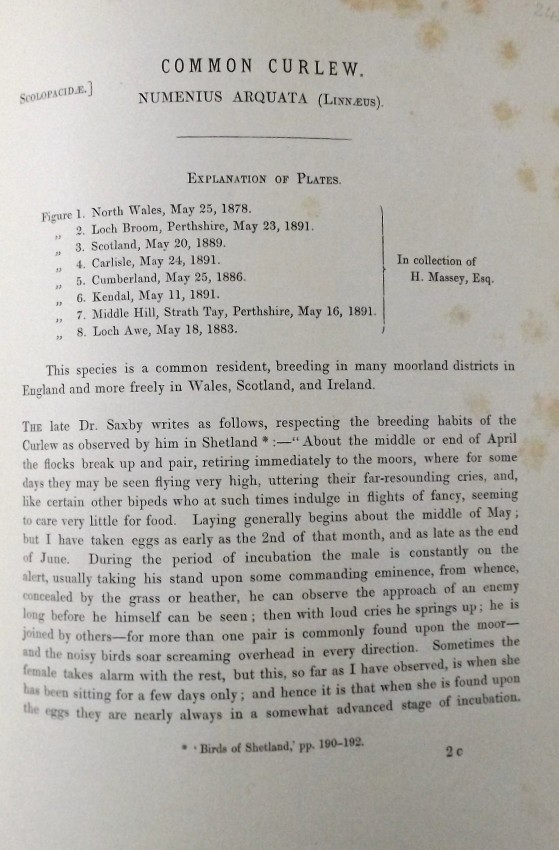 COMMON CURLEW.
SCOLOPACIDÆ.]
NUMENIUS ARQUATA (LINNÆUS).
EXPLANATION OF PLATES.
Figure 1. North Wales, May 25, 1878.
„ 2. Loch Broom, Perthshire, May 23, 1891.
„ 3. Scotland, May 20, 1889.
„ 4. Carlisle, May 24, 1891.
„ 5. Cumberland, May 25, 1886.
„ 6. Kendal, May 11, 1891.
„ 7. Middle Hill, Strath Tay, Perthshire, May 16, 1891.
„ 8. Loch Awe, May 18, 1883.
In collection of
H. Massey, Esq.
This species is a common resident, breeding in many moorland districts in
England and more freely in Wales, Scotland, and Ireland.
THE late Dr. Saxby writes as follows, respecting the breeding habits of the
Curlew as observed by him in Shetland * :—“ About the middle or end of April
the flocks break up and pair, retiring immediately to the moors, where for some
days they may be seen flying very high, uttering their far-resounding cries, and,
like certain other bipeds who at such times indulge in flights of fancy, seeming
to care very little for food. Laying generally begins about the middle of May ;
but I have taken eggs as early as the 2nd of that month, and as late as the end
of June. During the period of incubation the male is constantly on the
alert, usually taking his stand upon some commanding eminence, from whence,
concealed by the grass or heather, he can observe the approach of an enemy
long before he himself can be seen ; then with loud cries he springs up ; he is
joined by others—for more than one pair is commonly found upon the moor—
and the noisy birds soar screaming overhead in every direction. Sometimes the
female takes alarm with the rest, but this, so far as I have observed, is when she
has been sitting for a few days only ; and hence it is that when she is found upon
the eggs they are nearly always in a somewhat advanced stage of incubation.
* ‘ Birds of Shetland,’ pp. 190–192.
2 c